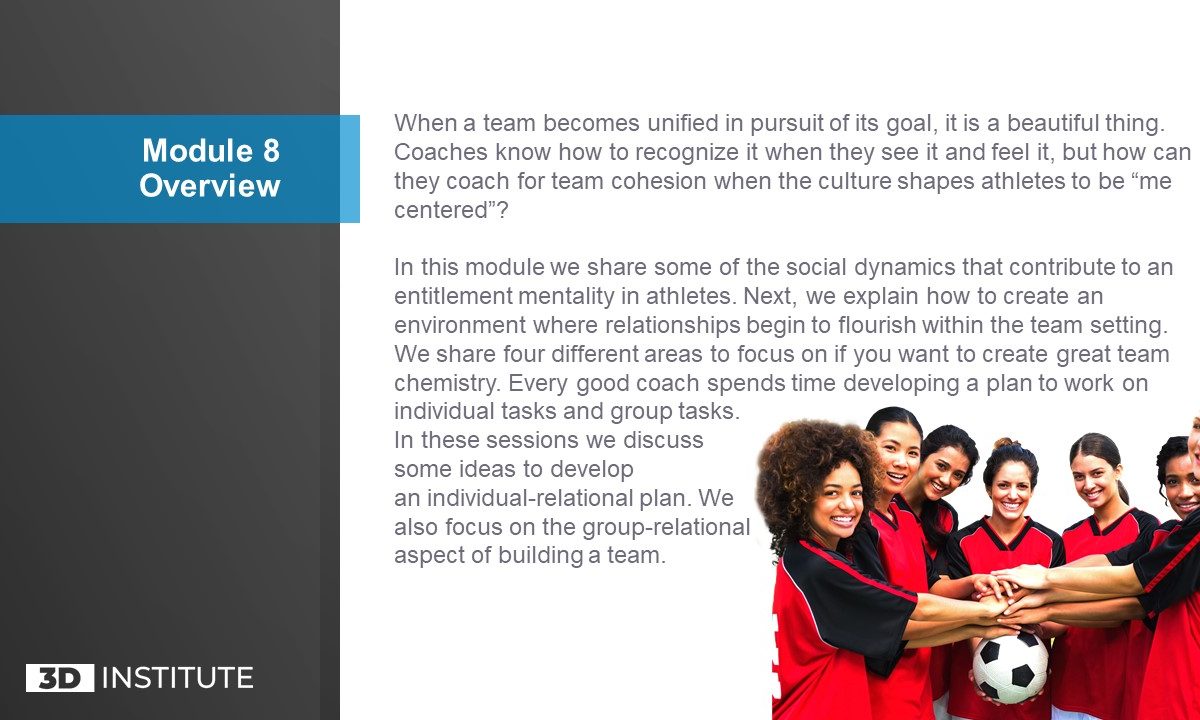 Module 8
Overview
When a team becomes unified in pursuit of its goal, it is a beautiful thing.
Coaches know how to recognize it when they see it and feel it, but how can
they coach for team cohesion when the culture shapes athletes to be “me
centered”?
In this module we share some of the social dynamics that contribute to an
entitlement mentality in athletes. Next, we explain how to create an
environment where relationships begin to flourish within the team setting.
We share four different areas to focus on if you want to create great team
chemistry. Every good coach spends time developing a plan to work on
individual tasks and group tasks.
In these sessions we discuss
some ideas to develop
an individual-relational plan. We
also focus on the group-relational
aspect of building a team.
3D INSTITUTE